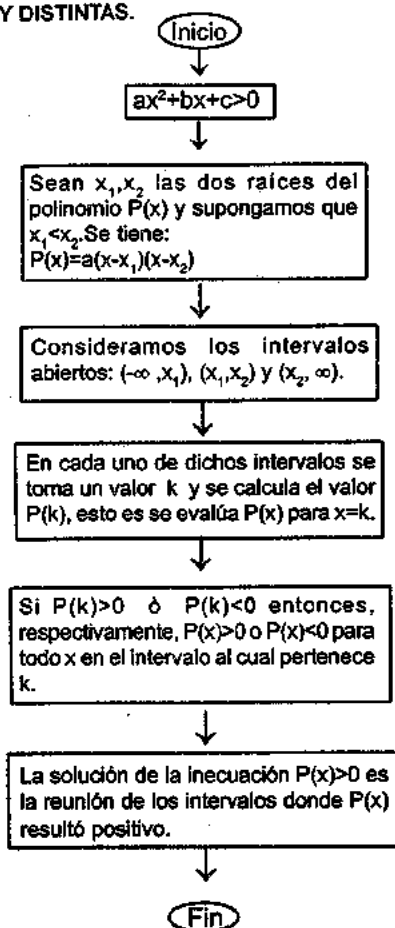 Y DISTINTAS.
Inicio
ax²+bx+c>0
Sean x₁,x₂ las dos raíces del
polinomio P(x) y supongamos que
x₁<x₂.Se tiene:
P(x)=a(x-x₁)(x-x₂)
Consideramos los intervalos
abiertos: (-∞ ,x₁), (x₁,x₂) y (x₂, ∞).
En cada uno de dichos intervalos se
toma un valor k y se calcula el valor
P(k), esto es se evalúa P(x) para x=k.
Si P(k)>0 ò P(k)<0 entonces,
respectivamente, P(x)>0 o P(x)<0 para
todo x en el intervalo al cual pertenece
k.
La solución de la inecuación P(x)>0 es
la reunión de los intervalos donde P(x)
resultó positivo.
Fin